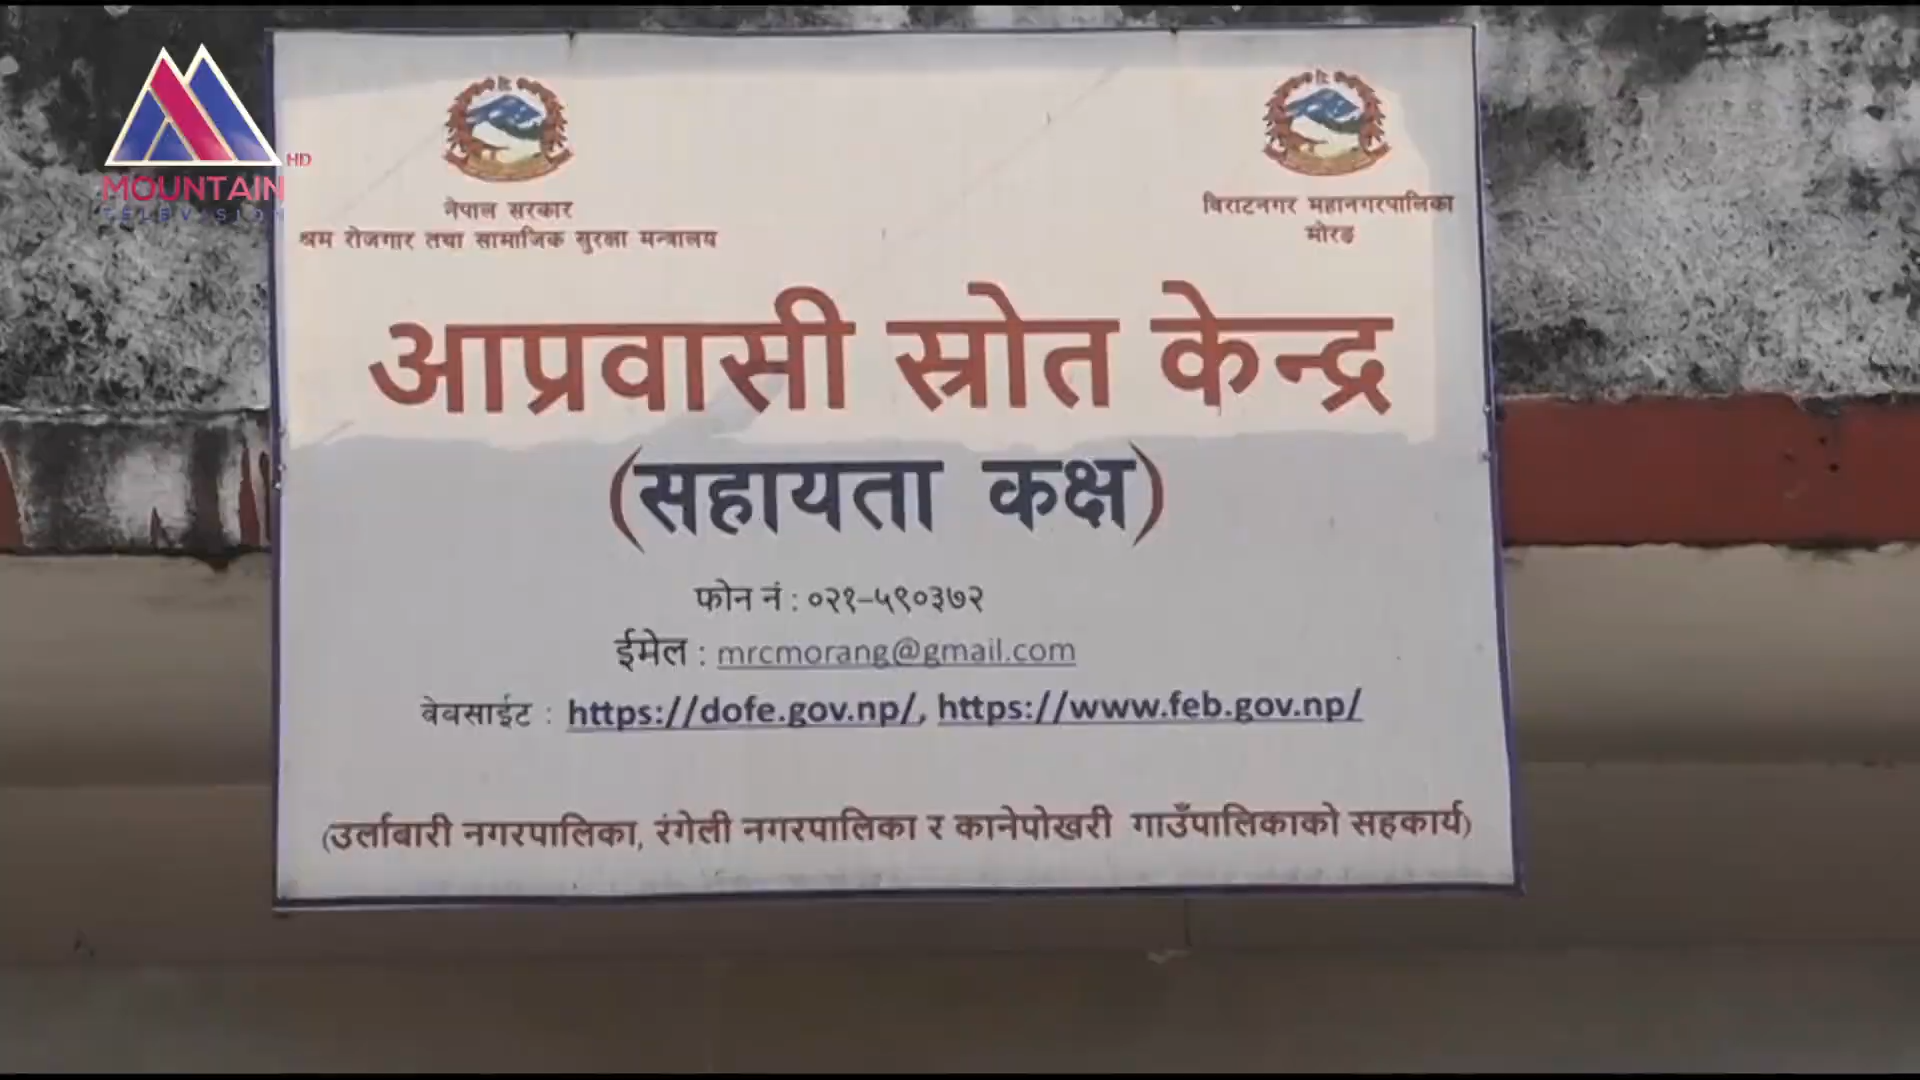 MOUNTAIN HD
TELEVISION
नेपाल सरकार
श्रम रोजगार तथा सामाजिक सुरक्षा मन्त्रालय
विराटनगर महानगरपालिका
मोरङ
आप्रवासी स्रोत केन्द्र
(सहायता कक्ष)
फोन नं : ०२१–५९०३७२
ईमेल : mrcmorang@gmail.com
वेवसाईट : https://dofe.gov.np/, https://www.feb.gov.np/
(उर्लाबारी नगरपालिका, रंगेली नगरपालिका र कानेपोखरी गाउँपालिकाको सहकार्य)